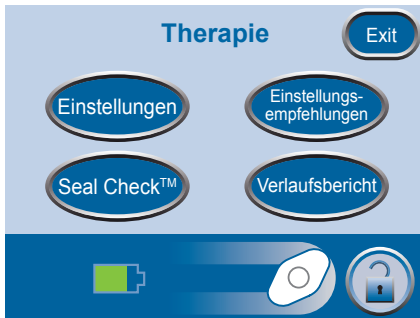 Therapie
Exit
Einstellungen
Einstellungs-
empfehlungen
Seal Check™
Verlaufsbericht